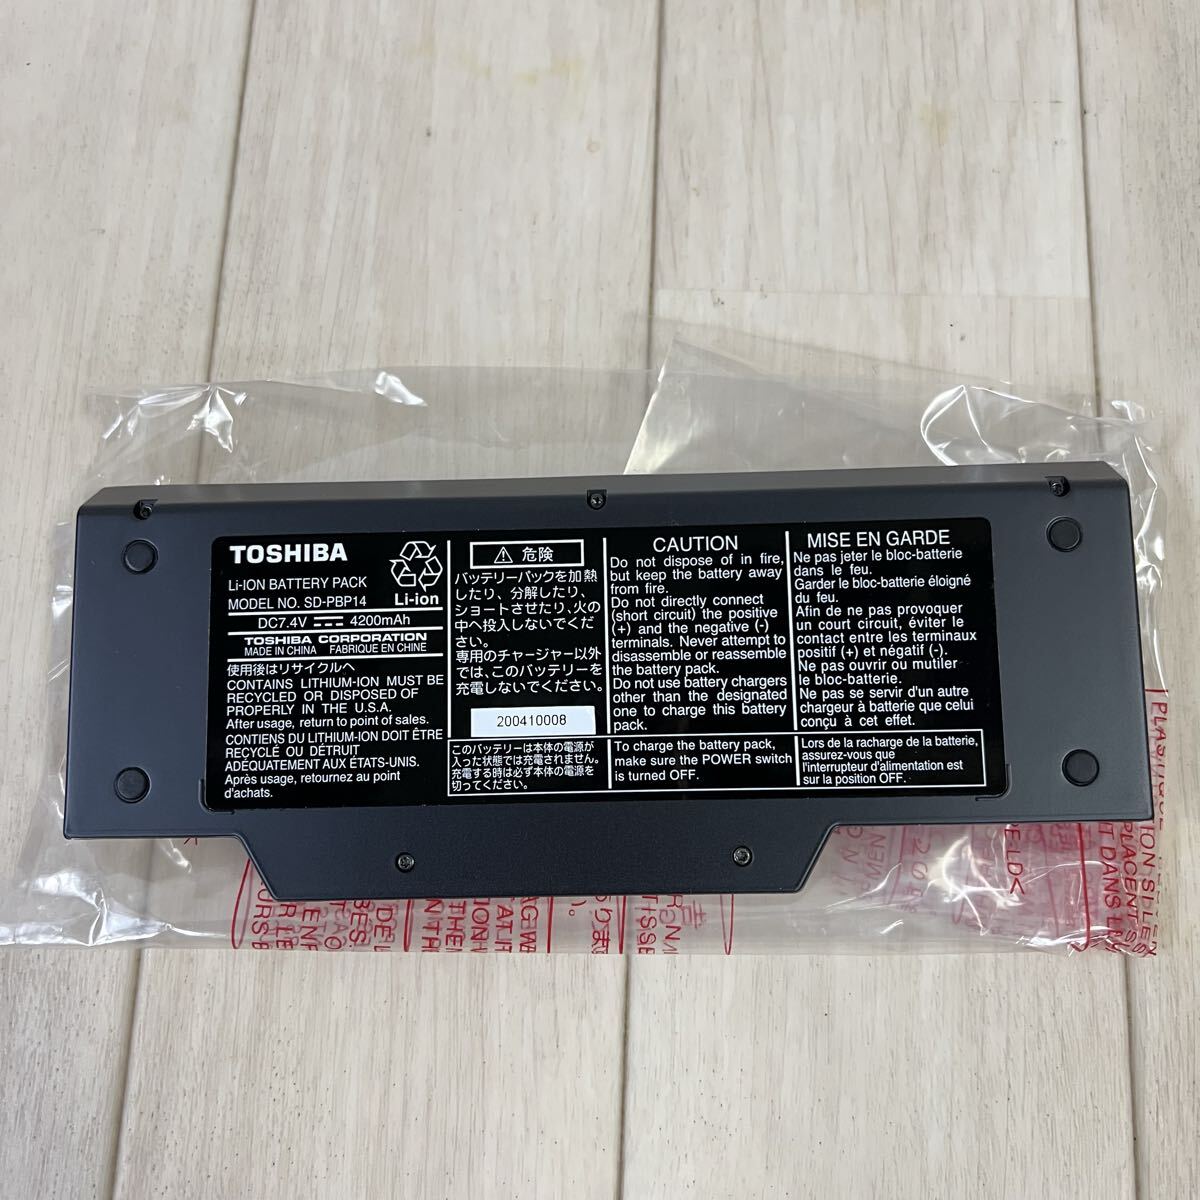 TOSHIBA
Li-ION BATTERY PACK
MODEL NO. SD-PBP14
Li-ion
DC7.4V 4200mAh
TOSHIBA CORPORATION
MADE IN CHINA FABRIQUE EN CHINE
使用後はリサイクルへ
CONTAINS LITHIUM-ION MUST BE
RECYCLED OR DISPOSED OF
PROPERLY IN THE U.S.A.
After usage, return to point of sales.
CONTIENS DU LITHIUM-ION DOIT ÊTRE
RECYCLÉ OU DÉTRUIT
ADÉQUATEMENT AUX ÉTATS-UNIS.
Après usage, retournez au point
d'achats.
⚠ 危険
バッテリーパックを加熱
したり、分解したり、
ショートさせたり、火の
中へ投入しないでくだ
さい。
専用のチャージャー以外
では、このバッテリーを
充電しないでください。
200410008
このバッテリーは本体の電源が
入った状態では充電されません。
充電する時は必ず本体の電源を
切ってください。
CAUTION
Do not dispose of in fire,
but keep the battery away
from fire.
Do not directly connect
(short circuit) the positive
(+) and the negative (-)
terminals. Never attempt to
disassemble or reassemble
the battery pack.
Do not use battery chargers
other than the designated
one to charge this battery
pack.
To charge the battery pack,
make sure the POWER switch
is turned OFF.
MISE EN GARDE
Ne pas jeter le bloc-batterie
dans le feu.
Garder le bloc-batterie éloigné
du feu.
Afin de ne pas provoquer
un court circuit, éviter le
contact entre les terminaux
positif (+) et négatif (-).
Ne pas ouvrir ou mutiler
le bloc-batterie.
Ne pas se servir d'un autre
chargeur à batterie que celui
conçu à cet effet.
Lors de la racharge de la batterie,
assurez-vous que
l'interrupteur d'alimentation est
sur la position OFF.